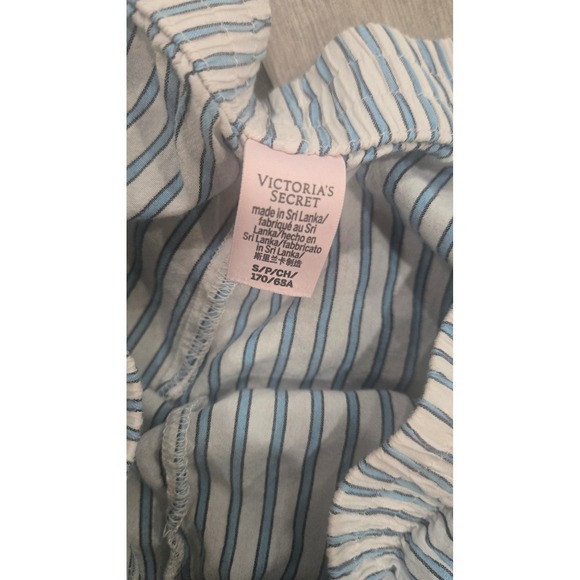 VICTORIA'S
SECRET
made in Sri Lanka/
fabriqué au Sri
Lanka/hecho en
Sri Lanka/fabbricato
in Sri Lanka/
斯里兰卡制造
S/P/CH/
170/68A